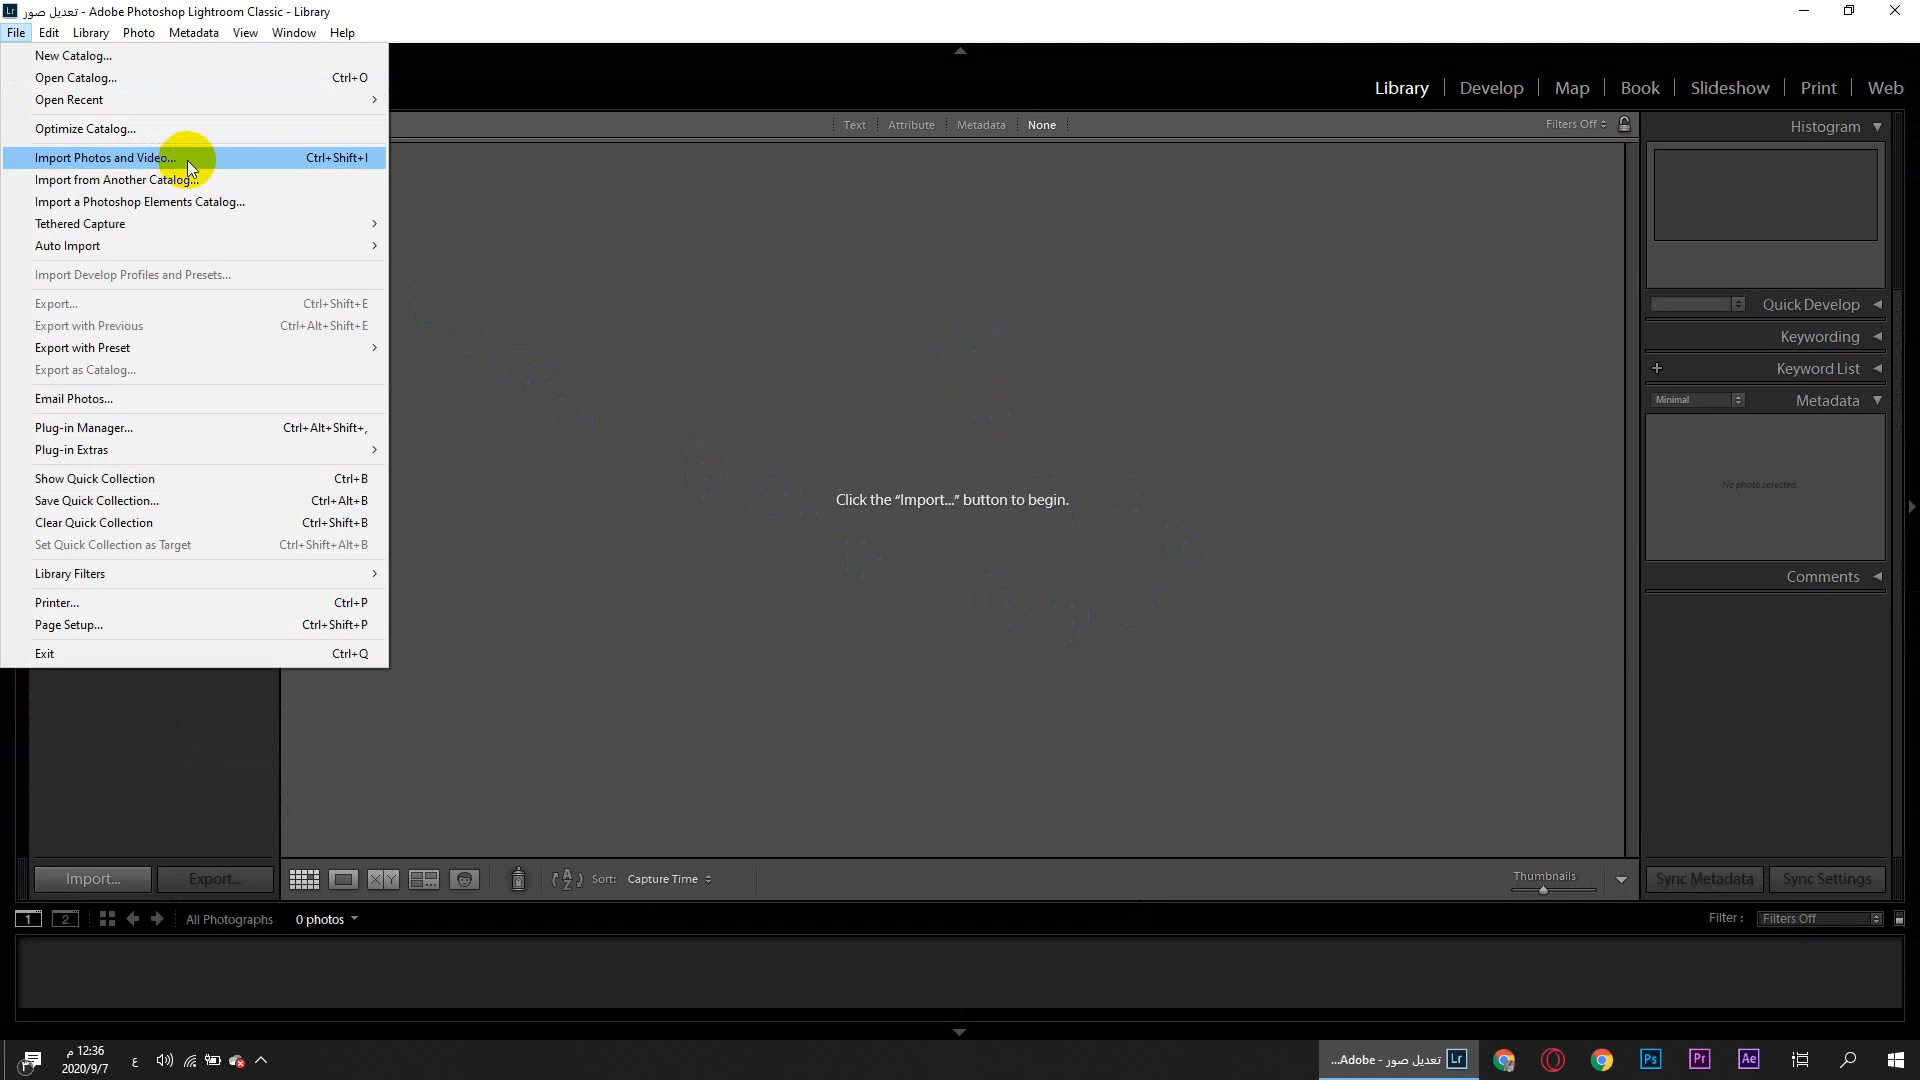 تعديل صور - Adobe Photoshop Lightroom Classic - Library
File Edit Library Photo Metadata View Window Help
New Catalog...
Open Catalog... Ctrl+O
Open Recent
Optimize Catalog...
Import Photos and Video... Ctrl+Shift+I
Import from Another Catalog...
Import a Photoshop Elements Catalog...
Tethered Capture
Auto Import
Import Develop Profiles and Presets...
Export... Ctrl+Shift+E
Export with Previous Ctrl+Alt+Shift+E
Export with Preset
Export as Catalog...
Email Photos...
Plug-in Manager... Ctrl+Alt+Shift+,
Plug-in Extras
Show Quick Collection Ctrl+B
Save Quick Collection... Ctrl+Alt+B
Clear Quick Collection Ctrl+Shift+B
Set Quick Collection as Target Ctrl+Shift+Alt+B
Library Filters
Printer... Ctrl+P
Page Setup... Ctrl+Shift+P
Exit Ctrl+Q
Library Develop Map Book Slideshow Print Web
Text Attribute Metadata None Filters Off
Histogram
Quick Develop
Keywording
Keyword List
Minimal Metadata
No photo selected.
Comments
Click the “Import...” button to begin.
Import... Export...
XY Sort: Capture Time Thumbnails
Sync Metadata Sync Settings
1 2 All Photographs 0 photos Filter : Filters Off
12:36 م
2020/9/7
ع
تعديل صور - Adobe...
Lr
Ps Pr Ae